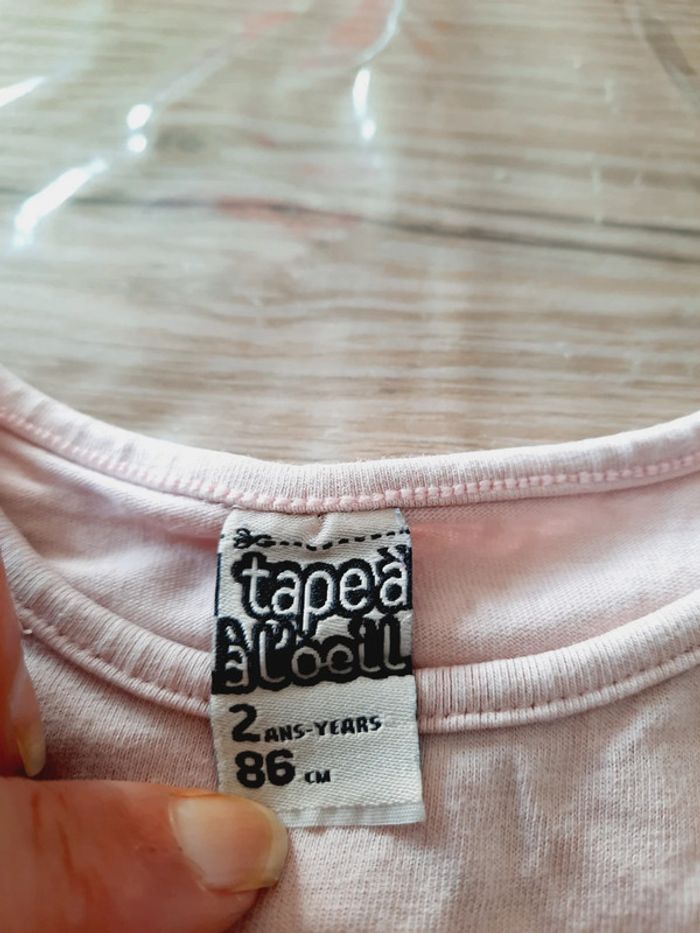 tapeà
à l'oeil
2 ANS-YEARS
86 CM